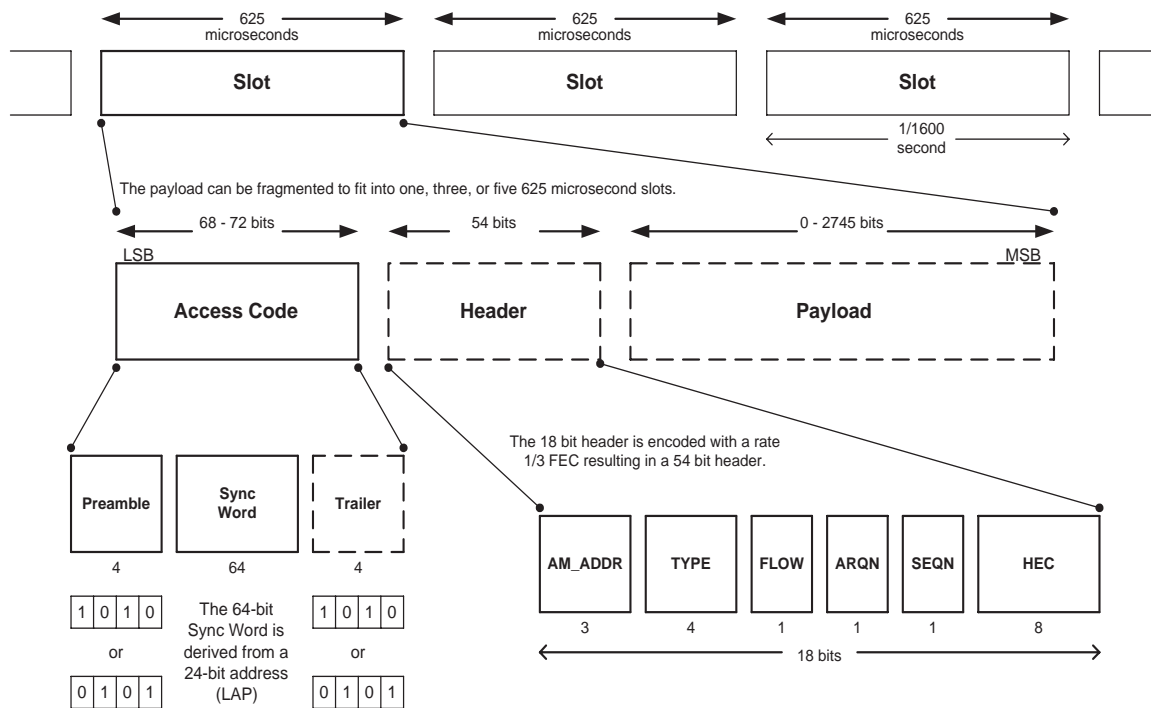 625
microseconds
625
microseconds
625
microseconds
Slot
Slot
Slot
1/1600
second
The payload can be fragmented to fit into one, three, or five 625 microsecond slots.
68 - 72 bits
54 bits
0 - 2745 bits
LSB
MSB
Access Code
Header
Payload
The 18 bit header is encoded with a rate
1/3 FEC resulting in a 54 bit header.
Preamble
Sync
Word
Trailer
4
64
4
AM_ADDR
TYPE
FLOW
ARQN
SEQN
HEC
3
4
1
1
1
8
18 bits
1 0 1 0
or
0 1 0 1
The 64-bit
Sync Word is
derived from a
24-bit address
(LAP)
1 0 1 0
or
0 1 0 1